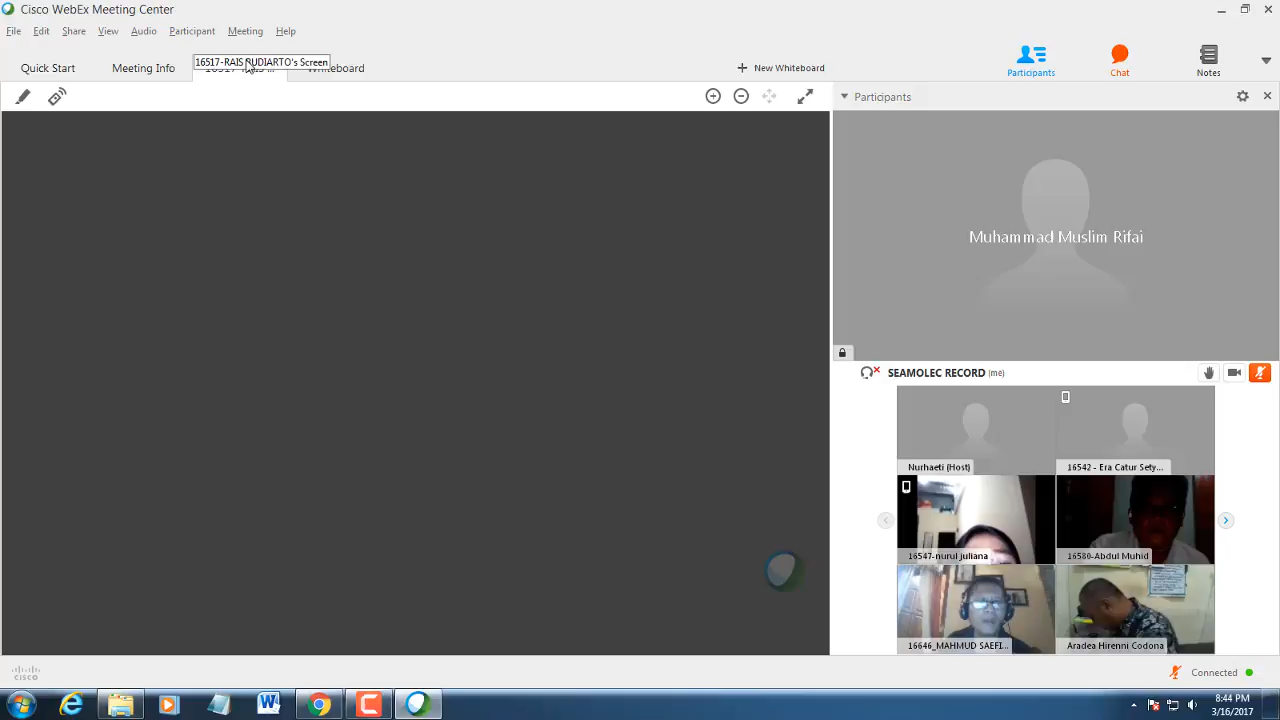 Cisco WebEx Meeting Center
File Edit Share View Audio Participant Meeting Help
16517-RAIS RUDIARTO's Screen
Quick Start Meeting Info Whiteboard
New Whiteboard
Participants Chat Notes
Participants
Muhammad Muslim Rifai
SEAMOLEC RECORD (me)
Nurhaeti (Host) 16542 - Era Catur Sety...
16547-nurul juliana 16580-Abdul Muhid
16646_MAHMUD SAEFI... Aradea Hirenni Codona
cisco
Connected
8:44 PM
3/16/2017